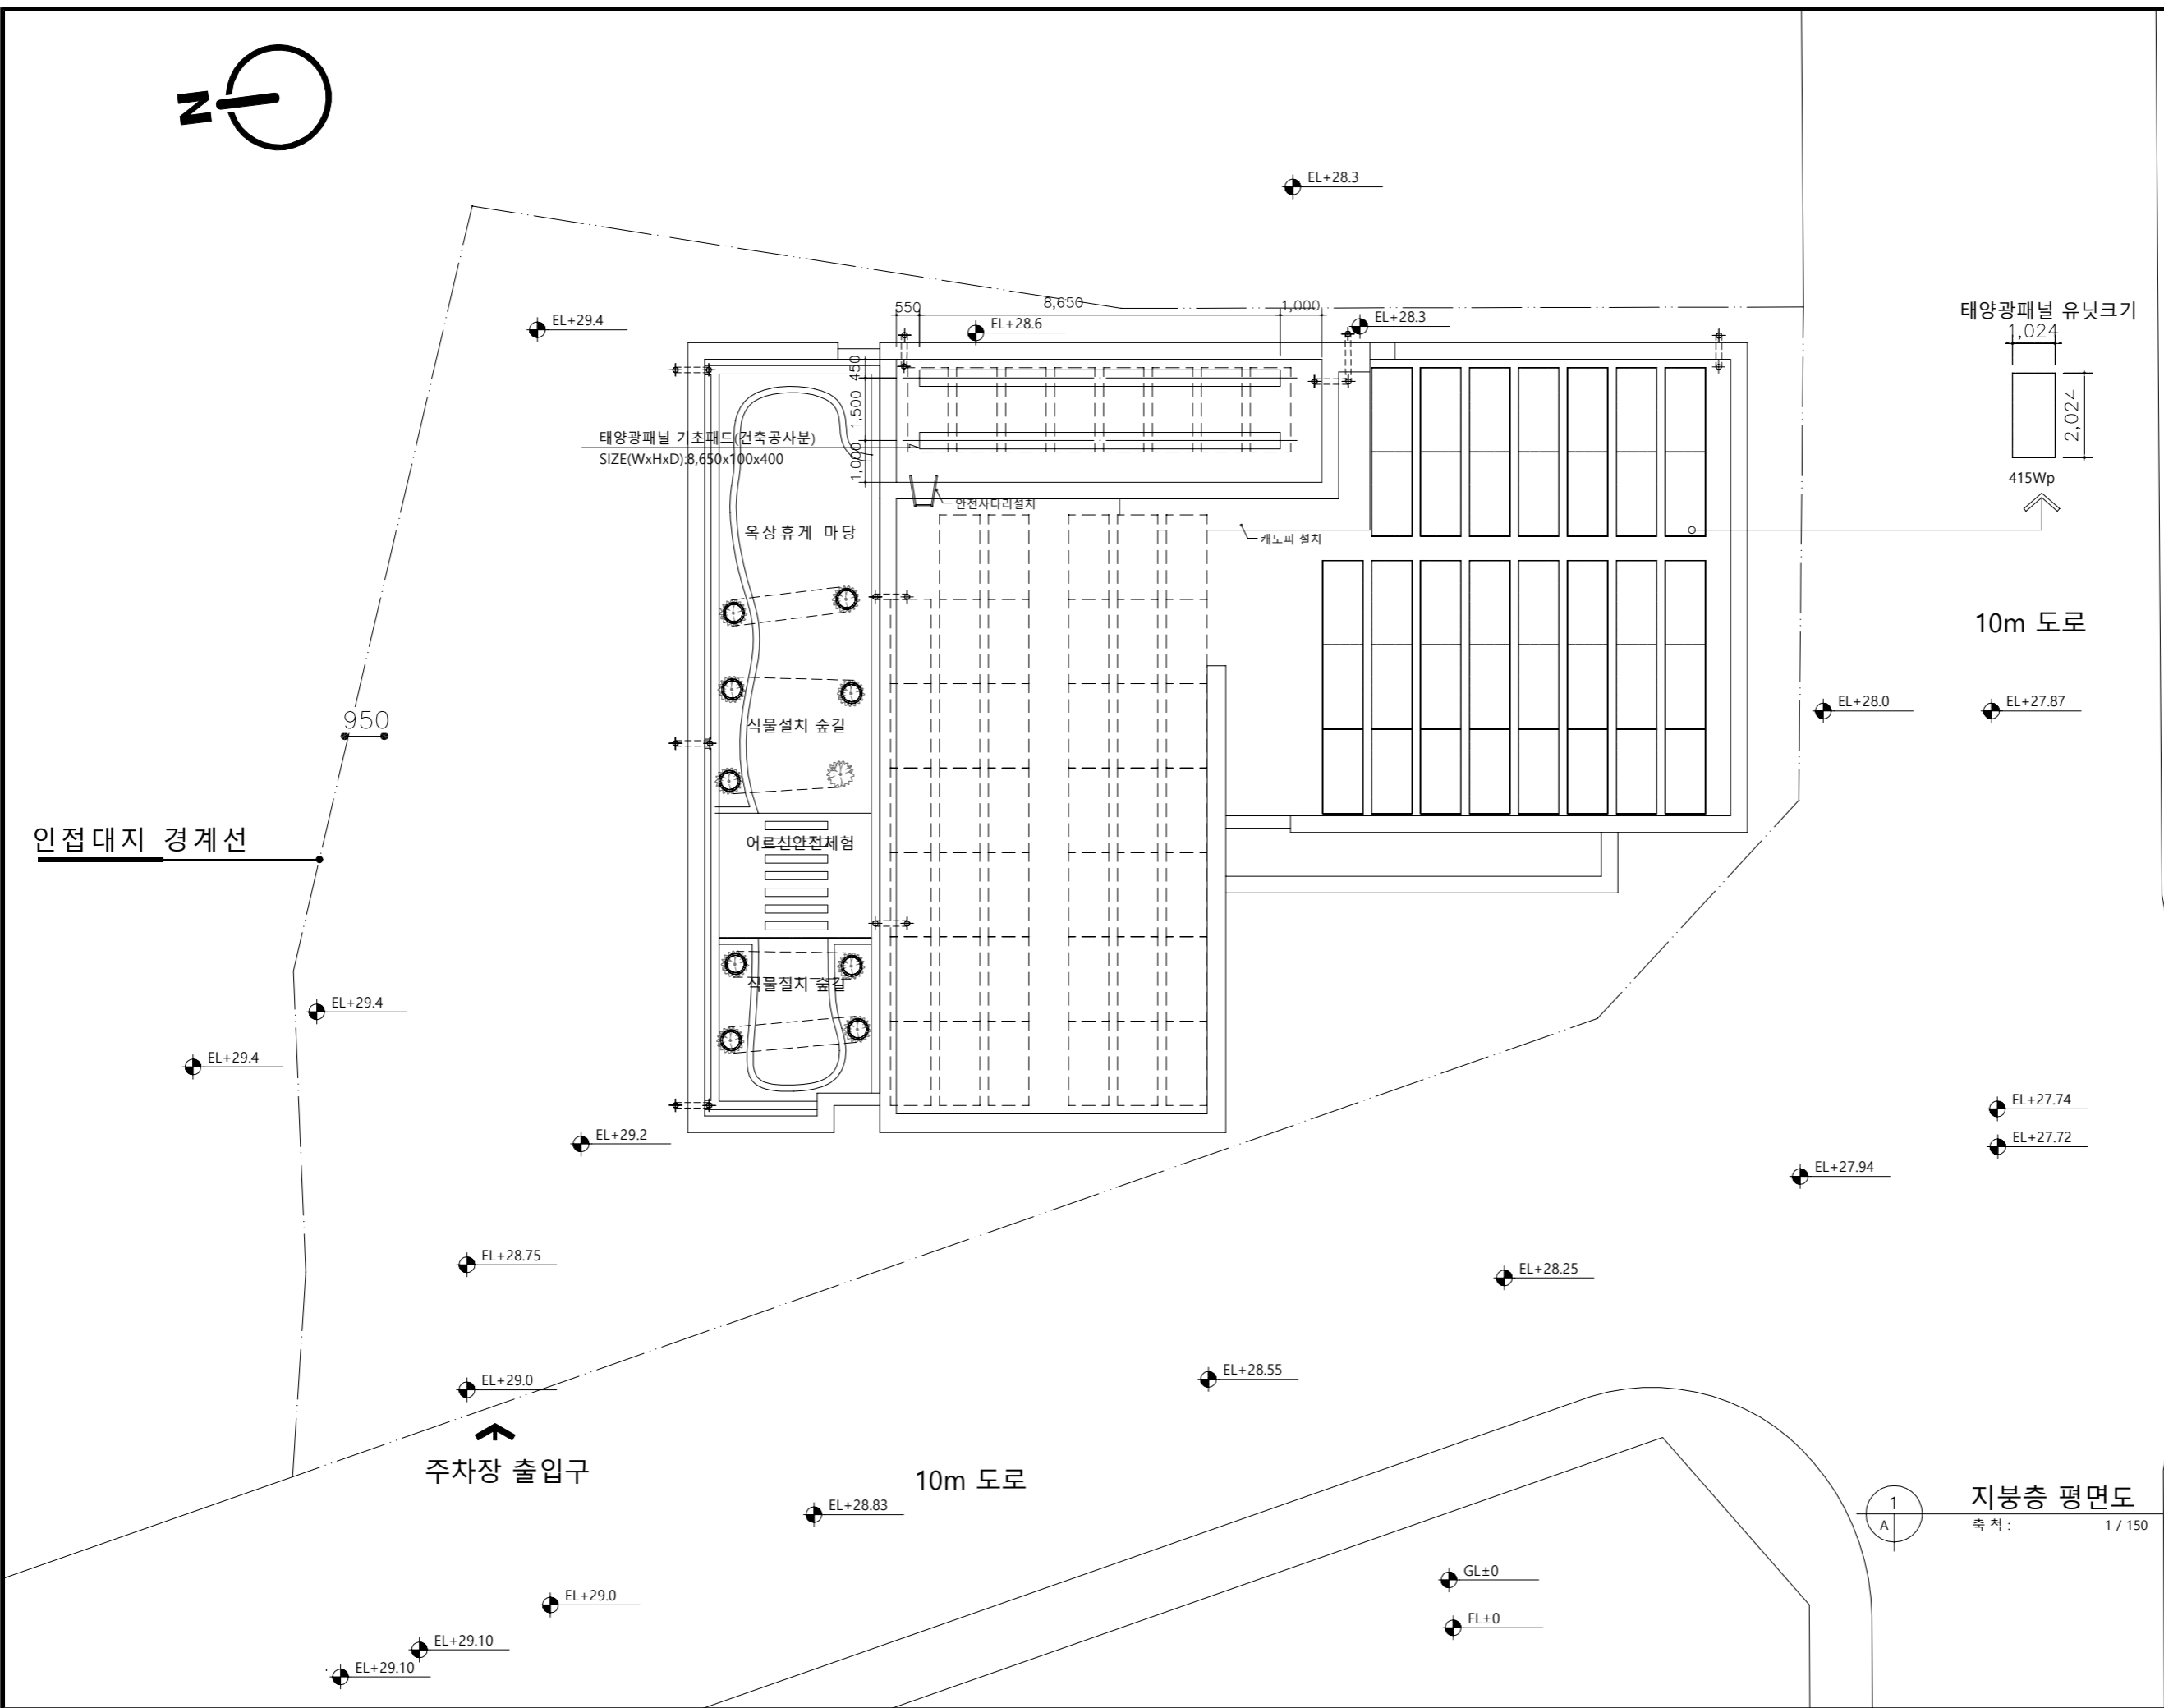 N
EL+28.3
EL+29.4
550
8,650
1,000
EL+28.6
EL+28.3
태양광패널 유닛크기
1,024
2,024
415Wp
450
1,500
1,000
태양광패널 기초패드(건축공사분)
SIZE(WxHxD):8,650x100x400
안전사다리설치
캐노피 설치
옥상휴게 마당
10m 도로
식물설치 숲길
950
EL+28.0
EL+27.87
인접대지 경계선
어르신안전체험
식물설치 숲길
EL+29.4
EL+29.4
EL+29.2
EL+27.74
EL+27.72
EL+27.94
EL+28.75
EL+28.25
EL+29.0
EL+28.55
주차장 출입구
10m 도로
EL+28.83
1
A
지붕층 평면도
축 척 : 1 / 150
GL±0
FL±0
EL+29.0
EL+29.10
EL+29.10